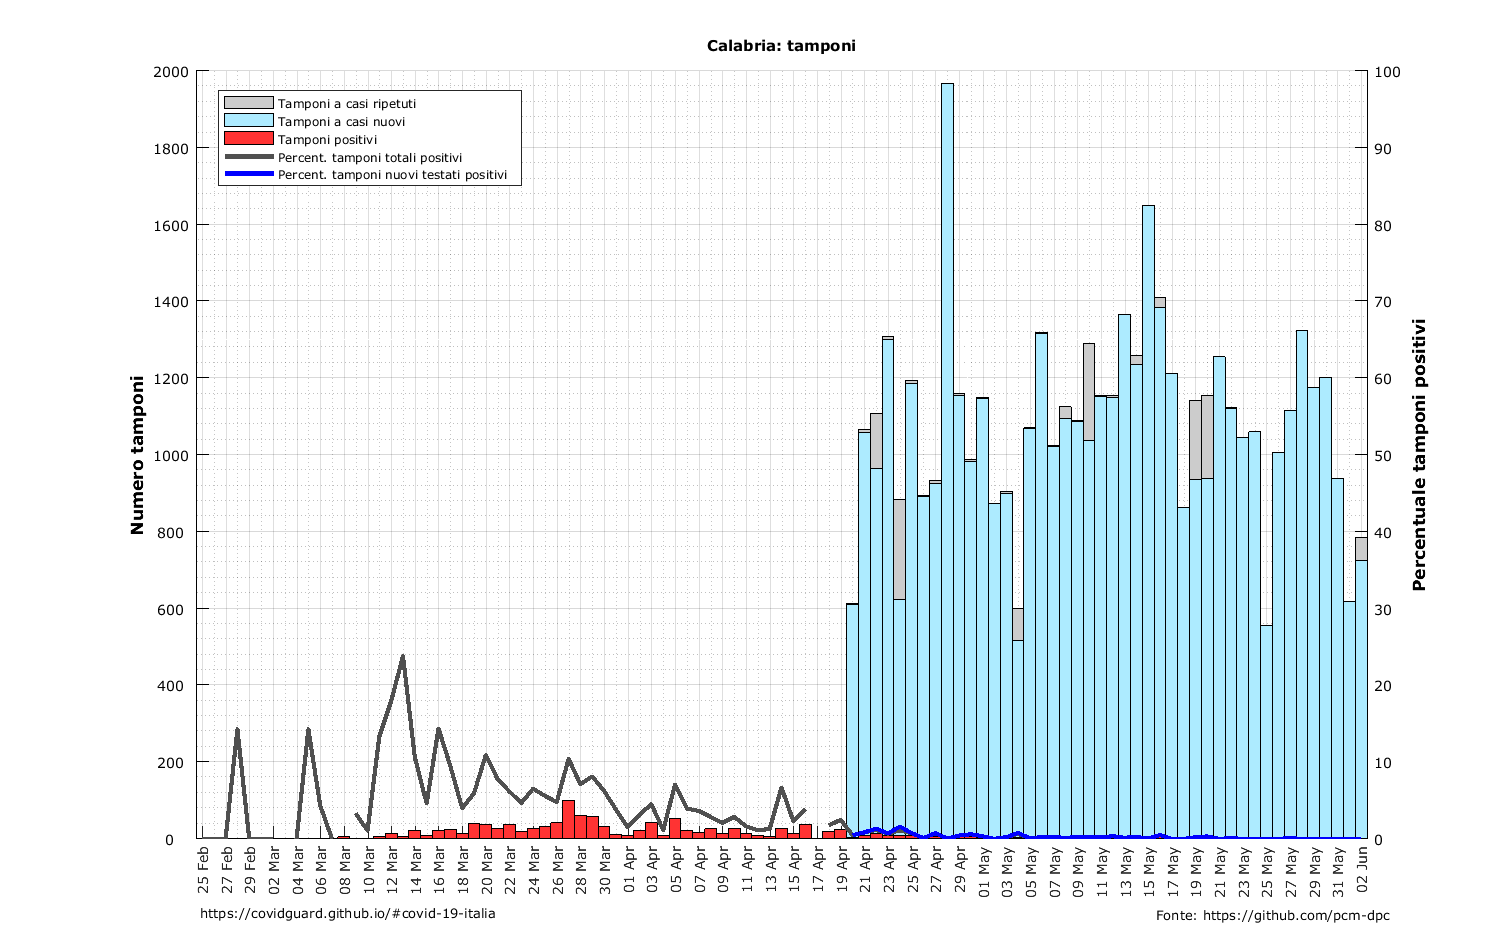 Calabria: tamponi
Tamponi a casi ripetuti
Tamponi a casi nuovi
Tamponi positivi
Percent. tamponi totali positivi
Percent. tamponi nuovi testati positivi
Numero tamponi
2000
1800
1600
1400
1200
1000
800
600
400
200
0
100
90
80
70
60
50
40
30
20
10
0
Percentuale tamponi positivi
25 Feb
27 Feb
29 Feb
02 Mar
04 Mar
06 Mar
08 Mar
10 Mar
12 Mar
14 Mar
16 Mar
18 Mar
20 Mar
22 Mar
24 Mar
26 Mar
28 Mar
30 Mar
01 Apr
03 Apr
05 Apr
07 Apr
09 Apr
11 Apr
13 Apr
15 Apr
17 Apr
19 Apr
21 Apr
23 Apr
25 Apr
27 Apr
29 Apr
01 May
03 May
05 May
07 May
09 May
11 May
13 May
15 May
17 May
19 May
21 May
23 May
25 May
27 May
29 May
31 May
02 Jun
https://covidguard.github.io/#covid-19-italia
Fonte: https://github.com/pcm-dpc